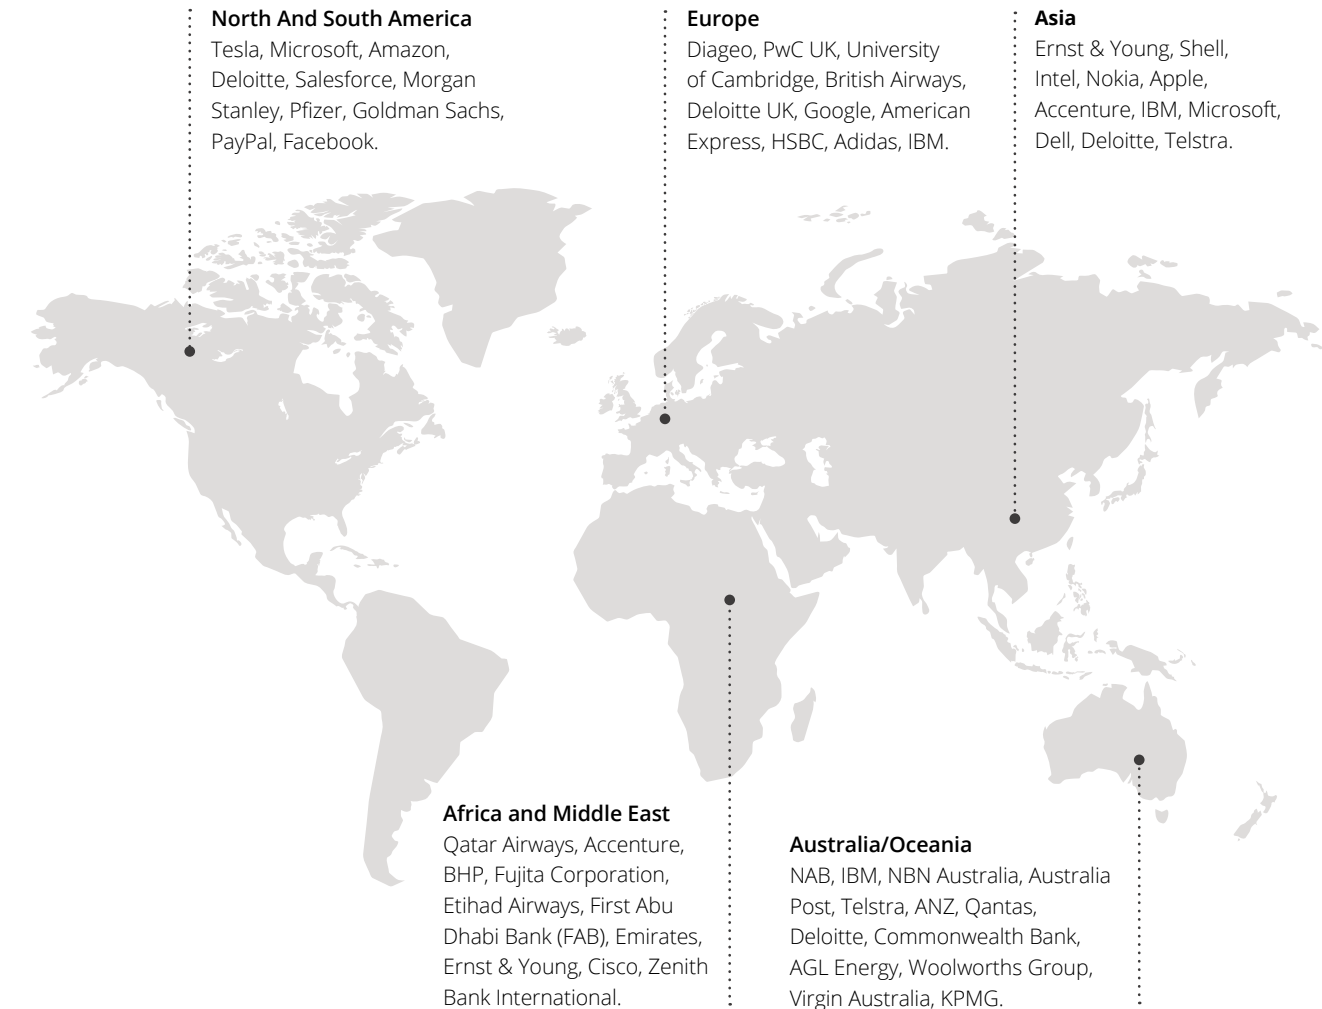 North And South America
Tesla, Microsoft, Amazon,
Deloitte, Salesforce, Morgan
Stanley, Pfizer, Goldman Sachs,
PayPal, Facebook.
Europe
Diageo, PwC UK, University
of Cambridge, British Airways,
Deloitte UK, Google, American
Express, HSBC, Adidas, IBM.
Asia
Ernst & Young, Shell,
Intel, Nokia, Apple,
Accenture, IBM, Microsoft,
Dell, Deloitte, Telstra.
Africa and Middle East
Qatar Airways, Accenture,
BHP, Fujita Corporation,
Etihad Airways, First Abu
Dhabi Bank (FAB), Emirates,
Ernst & Young, Cisco, Zenith
Bank International.
Australia/Oceania
NAB, IBM, NBN Australia, Australia
Post, Telstra, ANZ, Qantas,
Deloitte, Commonwealth Bank,
AGL Energy, Woolworths Group,
Virgin Australia, KPMG.